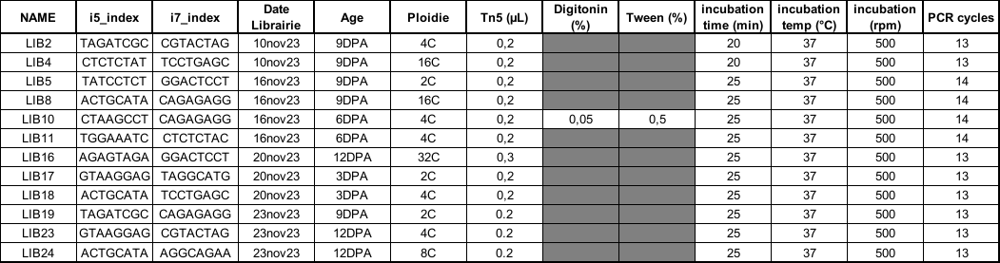 NAME i5_index i7_index Date Librairie Age Ploidie Tn5 (µL) Digitonin (%) Tween (%) incubation time (min) incubation temp (°C) incubation (rpm) PCR cycles
LIB2 TAGATCGC CGTACTAG 10nov23 9DPA 4C 0,2 20 37 500 13
LIB4 CTCTCTAT TCCTGAGC 10nov23 9DPA 16C 0,2 20 37 500 13
LIB5 TATCCTCT GGACTCCT 16nov23 9DPA 2C 0,2 25 37 500 14
LIB8 ACTGCATA CAGAGAGG 16nov23 9DPA 16C 0,2 25 37 500 14
LIB10 CTAAGCCT CAGAGAGG 16nov23 6DPA 4C 0,2 0,05 0,5 25 37 500 14
LIB11 TGGAAATC CTCTCTAC 16nov23 6DPA 4C 0,2 25 37 500 14
LIB16 AGAGTAGA GGACTCCT 20nov23 12DPA 32C 0,3 25 37 500 13
LIB17 GTAAGGAG TAGGCATG 20nov23 3DPA 2C 0,2 25 37 500 13
LIB18 ACTGCATA TCCTGAGC 20nov23 3DPA 4C 0,2 25 37 500 13
LIB19 TAGATCGC CAGAGAGG 23nov23 9DPA 2C 0.2 25 37 500 13
LIB23 GTAAGGAG CGTACTAG 23nov23 12DPA 4C 0.2 25 37 500 13
LIB24 ACTGCATA AGGCAGAA 23nov23 12DPA 8C 0.2 25 37 500 13